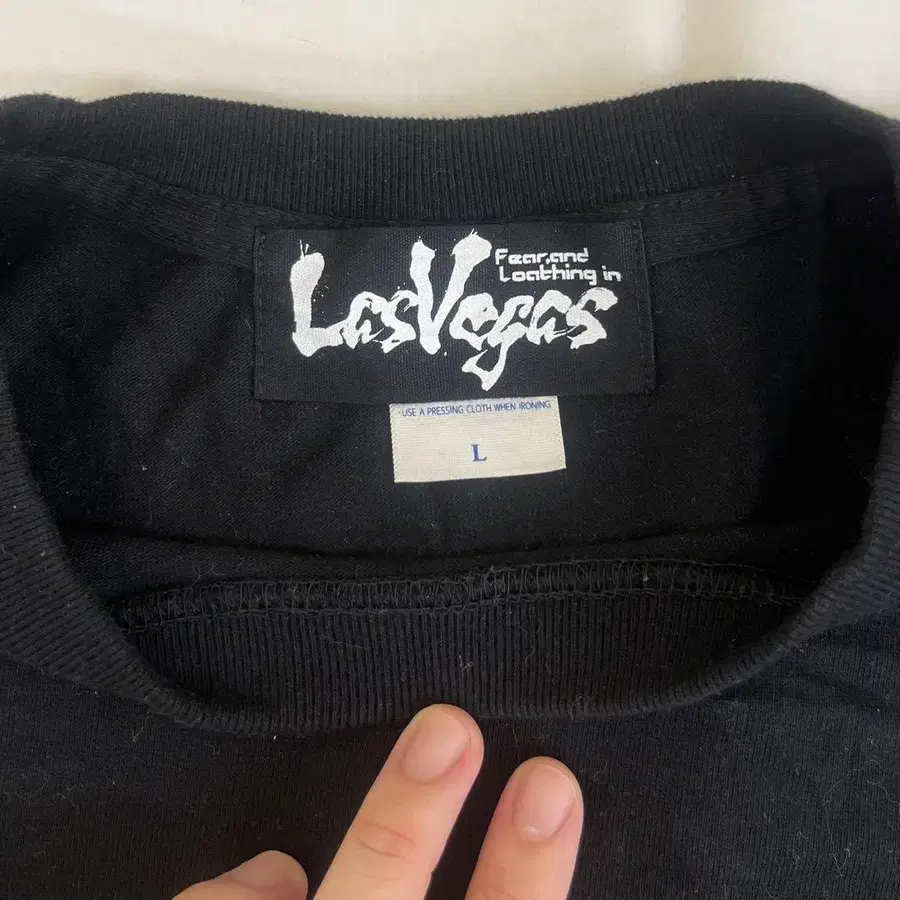 Fear,and
Loathing in
LasVegas
·USE A PRESSING CLOTH WHEN IRONING
L